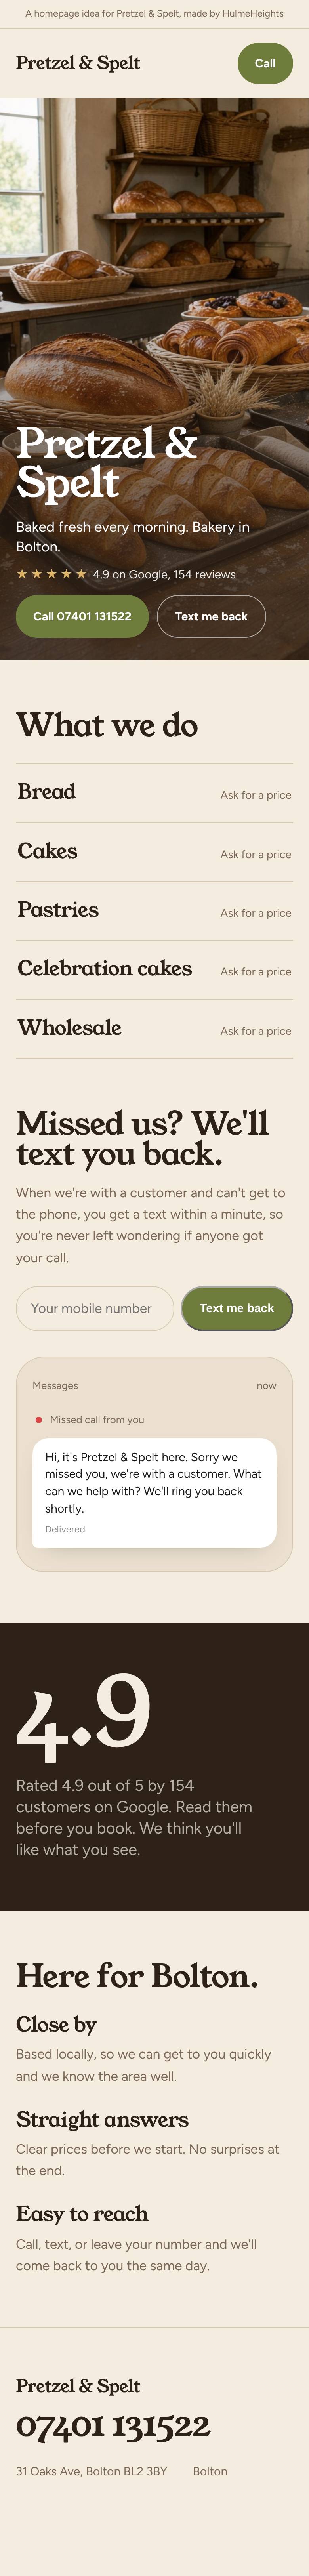 A homepage idea for Pretzel & Spelt, made by HulmeHeights
Pretzel & Spelt
Call
Pretzel &
Spelt
Baked fresh every morning. Bakery in
Bolton.
★ ★ ★ ★ ★ 4.9 on Google, 154 reviews
Call 07401 131522
Text me back
What we do
Bread
Ask for a price
Cakes
Ask for a price
Pastries
Ask for a price
Celebration cakes
Ask for a price
Wholesale
Ask for a price
Missed us? We'll
text you back.
When we're with a customer and can't get to
the phone, you get a text within a minute, so
you're never left wondering if anyone got
your call.
Your mobile number
Text me back
Messages
now
Missed call from you
Hi, it's Pretzel & Spelt here. Sorry we
missed you, we're with a customer. What
can we help with? We'll ring you back
shortly.
Delivered
4.9
Rated 4.9 out of 5 by 154
customers on Google. Read them
before you book. We think you'll
like what you see.
Here for Bolton.
Close by
Based locally, so we can get to you quickly
and we know the area well.
Straight answers
Clear prices before we start. No surprises at
the end.
Easy to reach
Call, text, or leave your number and we'll
come back to you the same day.
Pretzel & Spelt
07401 131522
31 Oaks Ave, Bolton BL2 3BY
Bolton